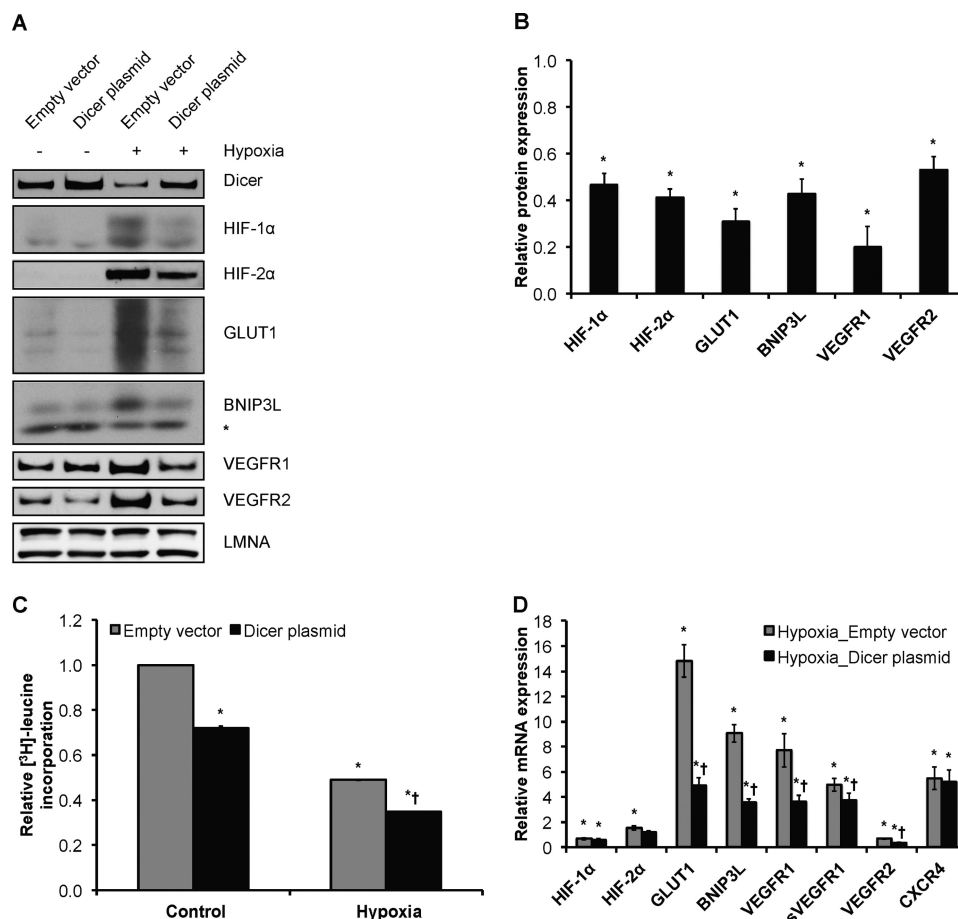 A
Empty vector
Dicer plasmid
Empty vector
Dicer plasmid
- - + + Hypoxia
Dicer
HIF-1α
HIF-2α
GLUT1
BNIP3L
*
VEGFR1
VEGFR2
LMNA
B
Relative protein expression
1.0
0.8
0.6
0.4
0.2
0.0
* * * * * *
HIF-1α
HIF-2α
GLUT1
BNIP3L
VEGFR1
VEGFR2
C
Relative [³H]-leucine
incorporation
1.2
1.0
0.8
0.6
0.4
0.2
0.0
Empty vector Dicer plasmid
* * *†
Control Hypoxia
D
Relative mRNA expression
18
16
14
12
10
8
6
4
2
0
Hypoxia_Empty vector
Hypoxia_Dicer plasmid
* * * * *† * *† * *† * *† * *† * *
HIF-1α
HIF-2α
GLUT1
BNIP3L
VEGFR1
sVEGFR1
VEGFR2
CXCR4